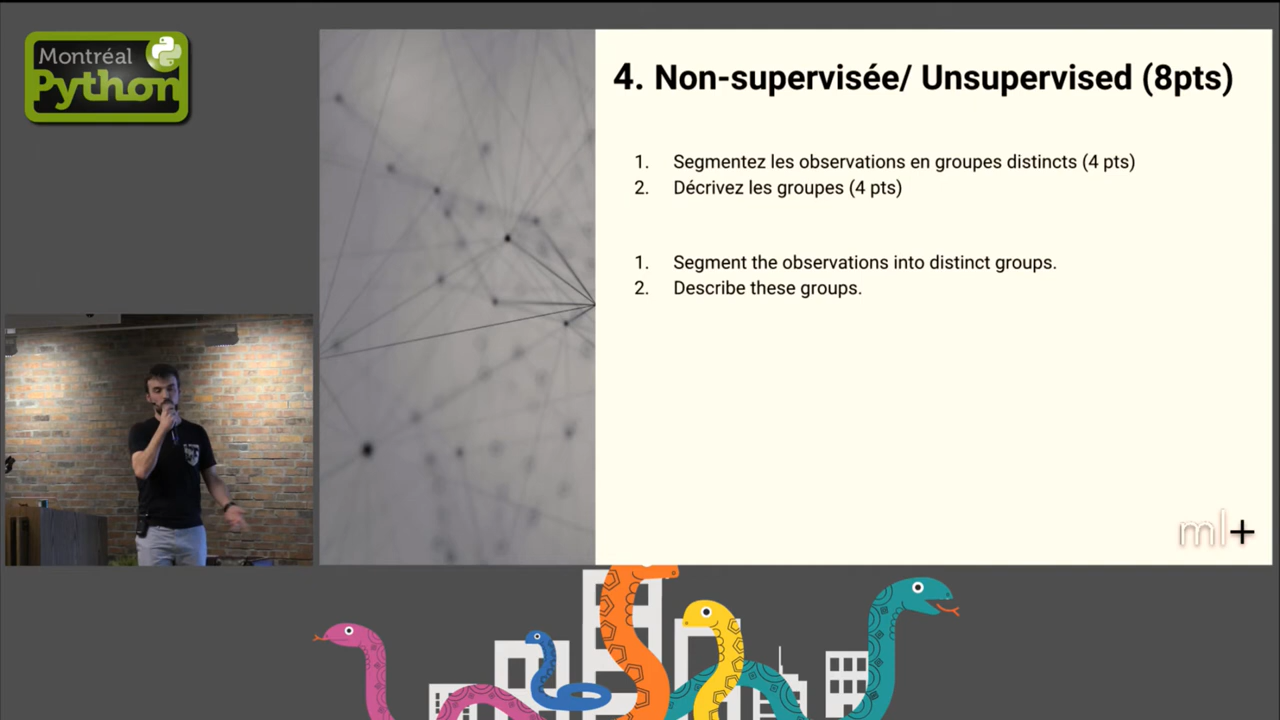 Montréal
Python
4. Non-supervisée/ Unsupervised (8pts)
1. Segmentez les observations en groupes distincts (4 pts)
2. Décrivez les groupes (4 pts)
1. Segment the observations into distinct groups.
2. Describe these groups.
ml+